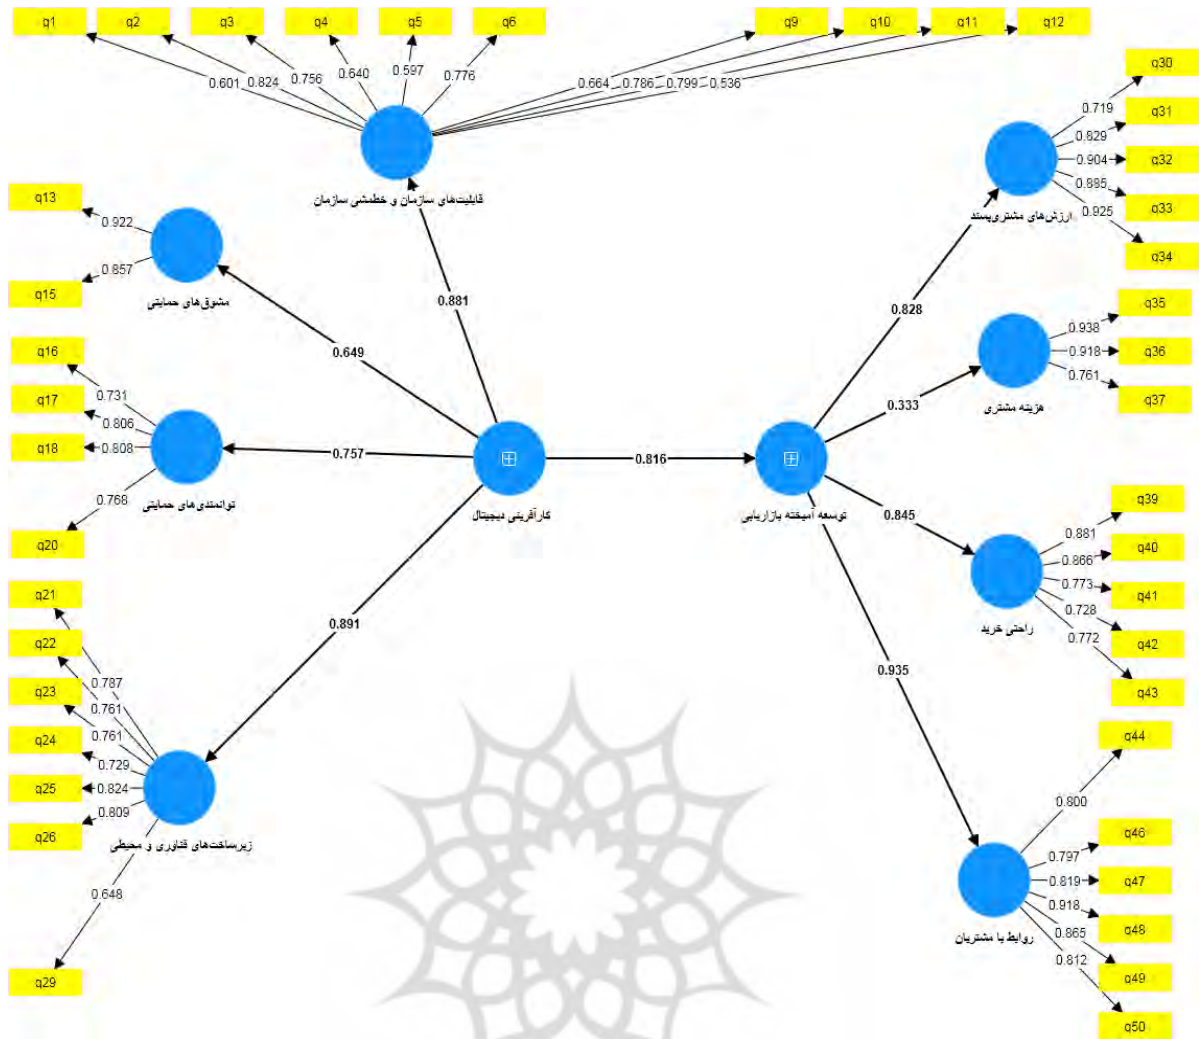 q1 q2 q3 q4 q5 q6 q9 q10 q11 q12
0.601 0.824 0.756 0.640 0.597 0.776 0.664 0.786 0.799 0.536
قابلیت‌های سازمان و خطمشی سازمان
q13
q15
0.922
0.857
مشوق‌های حمایتی
q16
q17
q18
q20
0.731
0.806
0.808
0.768
توانمندی‌های حمایتی
q21
q22
q23
q24
q25
q26
q29
0.787
0.761
0.761
0.729
0.824
0.809
0.648
زیرساخت‌های فناوری و محیطی
0.881
0.649
0.757
0.891
کارآفرینی دیجیتال
0.816
توسعه آمیخته بازاریابی
0.828
0.333
0.845
0.935
q30
q31
q32
q33
q34
0.719
0.829
0.904
0.895
0.925
ارزش‌های مشتری‌پسند
q35
q36
q37
0.938
0.918
0.761
هزینه مشتری
q39
q40
q41
q42
q43
0.881
0.866
0.773
0.728
0.772
راحتی خرید
q44
q46
q47
q48
q49
q50
0.800
0.797
0.819
0.918
0.865
0.812
روابط با مشتریان